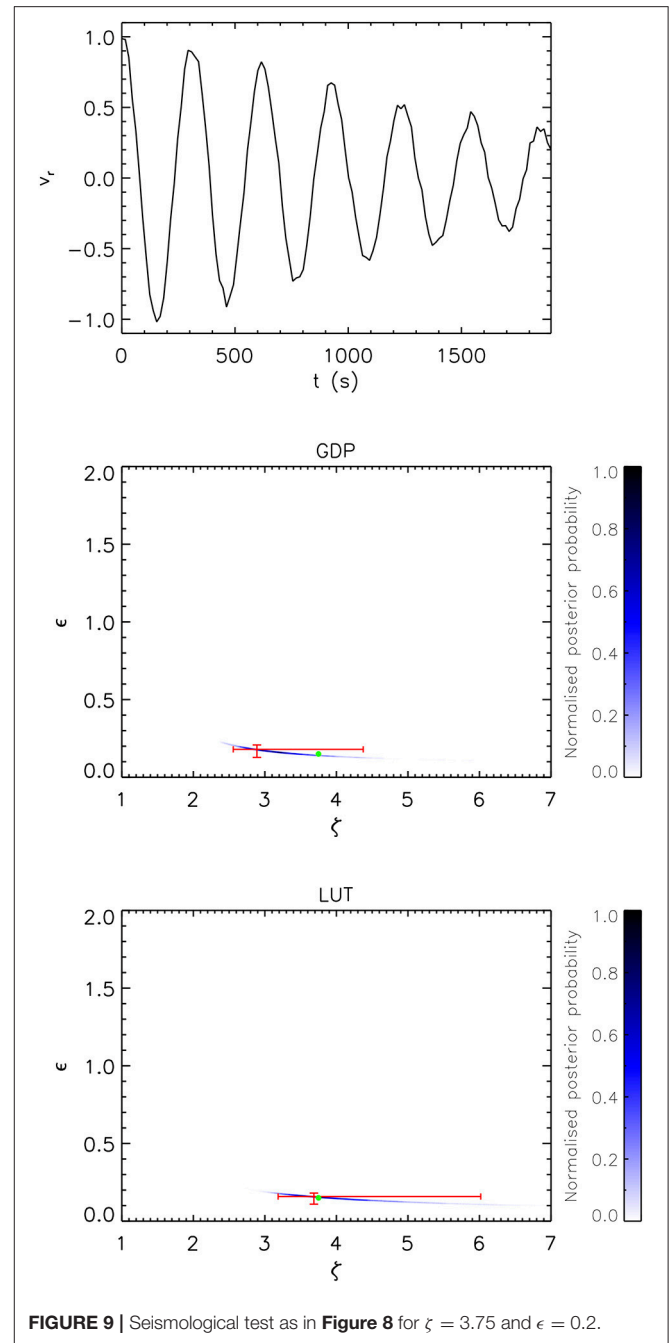 1.0
0.5
0.0
−0.5
−1.0
v_r
0 500 1000 1500
t (s)
GDP
2.0
1.5
1.0
0.5
0.0
ϵ
1 2 3 4 5 6 7
ζ
Normalised posterior probability
1.0
0.8
0.6
0.4
0.2
0.0
LUT
2.0
1.5
1.0
0.5
0.0
ϵ
1 2 3 4 5 6 7
ζ
Normalised posterior probability
1.0
0.8
0.6
0.4
0.2
0.0
FIGURE 9 | Seismological test as in Figure 8 for ζ = 3.75 and ϵ = 0.2.